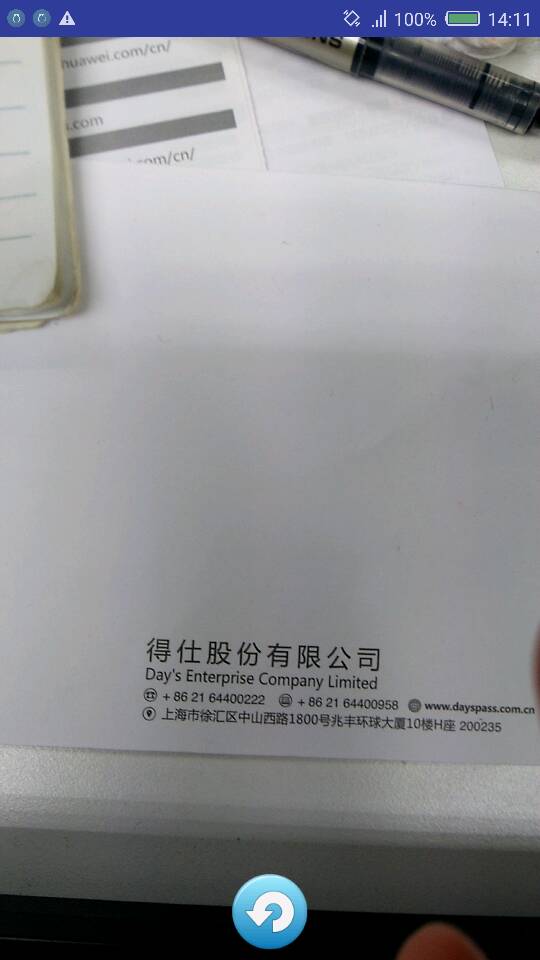 100% 14:11
huawei.com/cn/
.com
.com/cn/
得仕股份有限公司
Day's Enterprise Company Limited
+ 86 21 64400222 + 86 21 64400958 www.dayspass.com.cn
上海市徐汇区中山西路1800号兆丰环球大厦10楼H座 200235